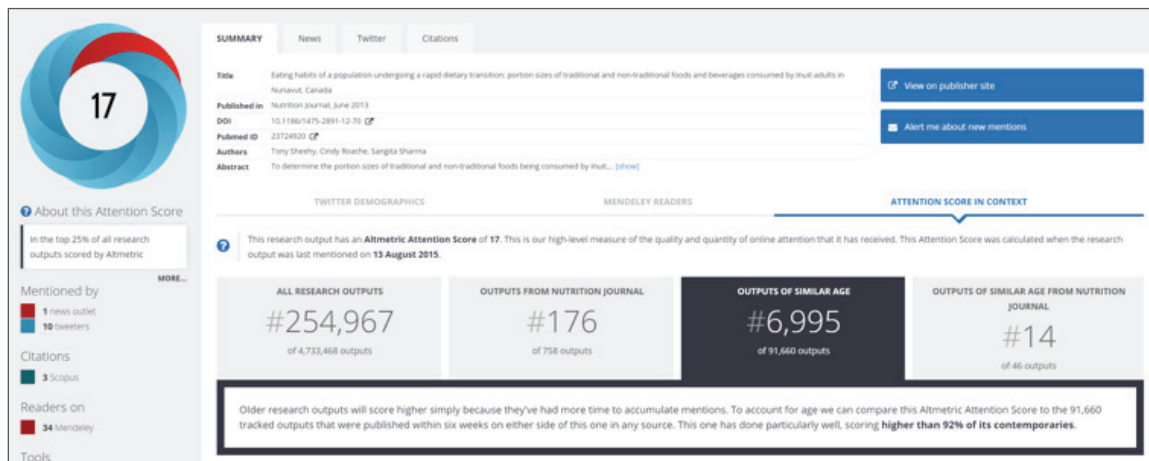 17
About this Attention Score
In the top 25% of all research
outputs scored by Altmetric
MORE...
Mentioned by
1 news outlet
10 tweeters
Citations
3 Scopus
Readers on
34 Mendeley
Tools
SUMMARY News Twitter Citations
Title Eating habits of a population undergoing a rapid dietary transition: portion sizes of traditional and non-traditional foods and beverages consumed by Inuit adults in
Nunavut, Canada
Published in Nutrition Journal, June 2013
DOI 10.1186/1475-2891-12-70
Pubmed ID 23724920
Authors Tony Sheehy, Cindy Roache, Sangita Sharma
Abstract To determine the portion sizes of traditional and non-traditional foods being consumed by Inuit... [show]
View on publisher site
Alert me about new mentions
TWITTER DEMOGRAPHICS MENDELEY READERS ATTENTION SCORE IN CONTEXT
This research output has an Altmetric Attention Score of 17. This is our high-level measure of the quality and quantity of online attention that it has received. This Attention Score was calculated when the research
output was last mentioned on 13 August 2015.
ALL RESEARCH OUTPUTS
#254,967
of 4,733,468 outputs
OUTPUTS FROM NUTRITION JOURNAL
#176
of 758 outputs
OUTPUTS OF SIMILAR AGE
#6,995
of 91,660 outputs
OUTPUTS OF SIMILAR AGE FROM NUTRITION
JOURNAL
#14
of 46 outputs
Older research outputs will score higher simply because they've had more time to accumulate mentions. To account for age we can compare this Altmetric Attention Score to the 91,660
tracked outputs that were published within six weeks on either side of this one in any source. This one has done particularly well, scoring higher than 92% of its contemporaries.